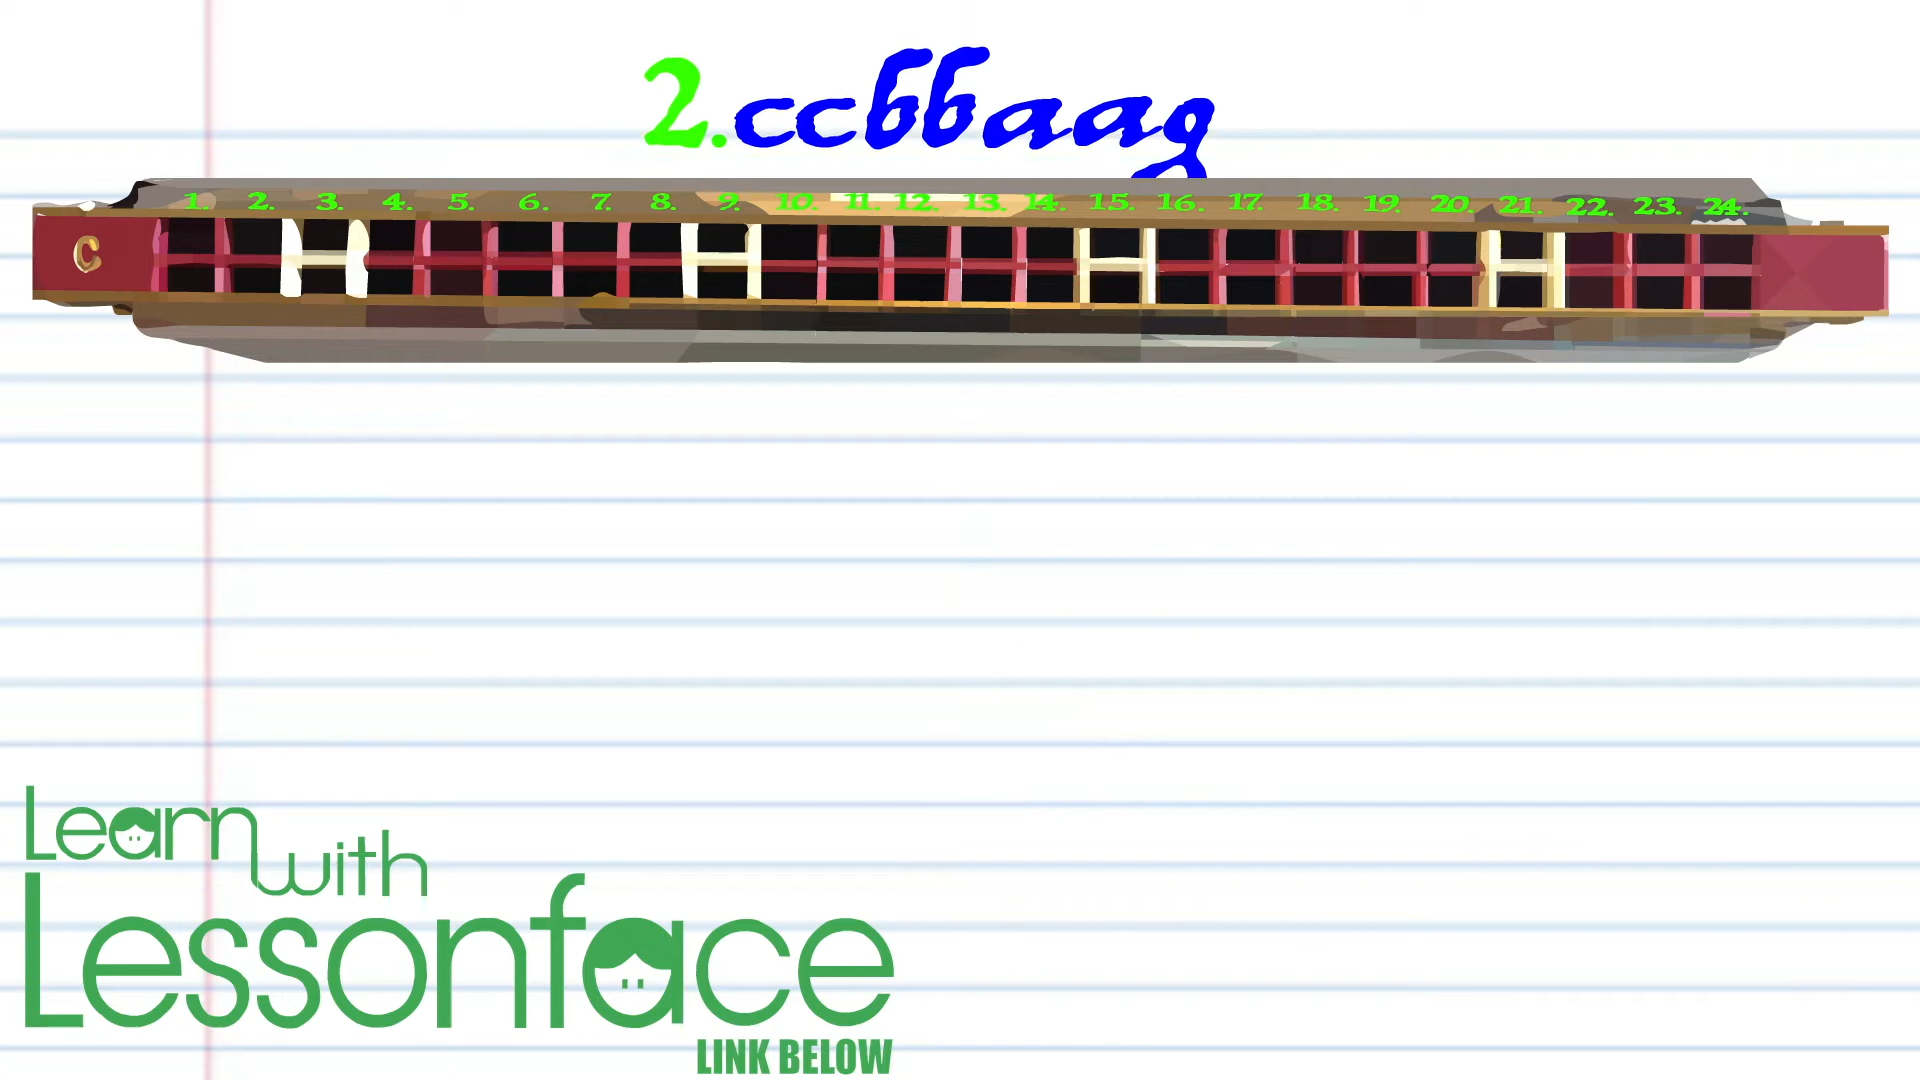 2.ccbbaag
1. 2. 3. 4. 5. 6. 7. 8. 9. 10. 11. 12. 13. 14. 15. 16. 17. 18. 19. 20. 21. 22. 23. 24.
C
Learn with
Lessonface
LINK BELOW